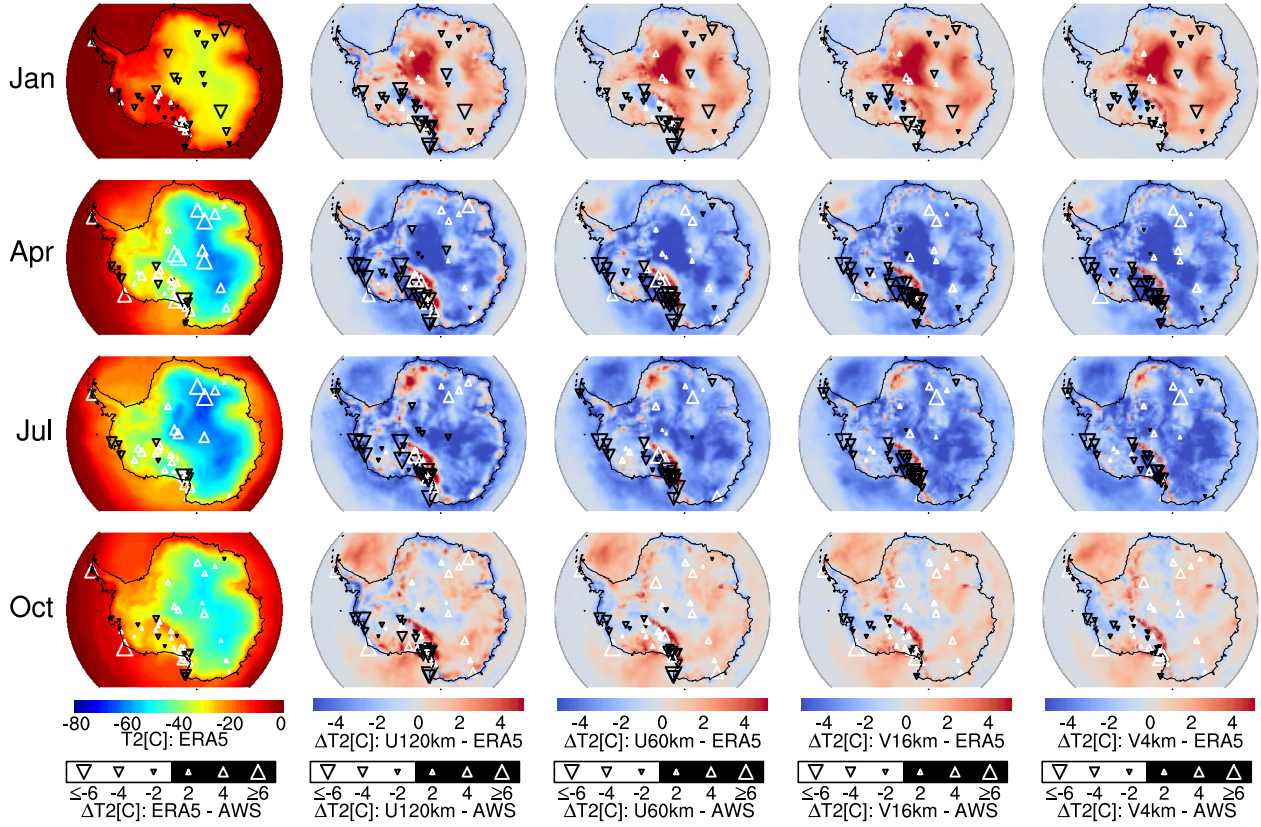 Jan
Apr
Jul
Oct
-80 -60 -40 -20 0
T2[C]: ERA5
-4 -2 0 2 4
ΔT2[C]: U120km - ERA5
-4 -2 0 2 4
ΔT2[C]: U60km - ERA5
-4 -2 0 2 4
ΔT2[C]: V16km - ERA5
-4 -2 0 2 4
ΔT2[C]: V4km - ERA5
≤-6 -4 -2 2 4 ≥6
ΔT2[C]: ERA5 - AWS
≤-6 -4 -2 2 4 ≥6
ΔT2[C]: U120km - AWS
≤-6 -4 -2 2 4 ≥6
ΔT2[C]: U60km - AWS
≤-6 -4 -2 2 4 ≥6
ΔT2[C]: V16km - AWS
≤-6 -4 -2 2 4 ≥6
ΔT2[C]: V4km - AWS